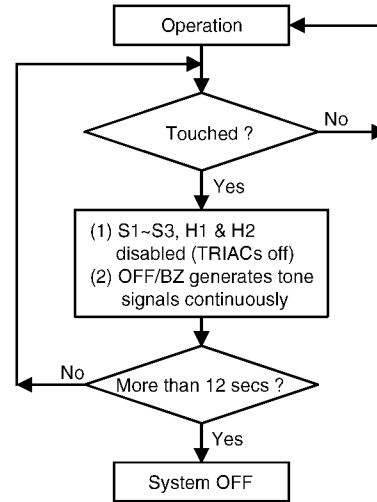 Operation
Touched ?
No
Yes
(1) S1~S3, H1 & H2
disabled (TRIACs off)
(2) OFF/BZ generates tone
signals continuously
No
More than 12 secs ?
Yes
System OFF